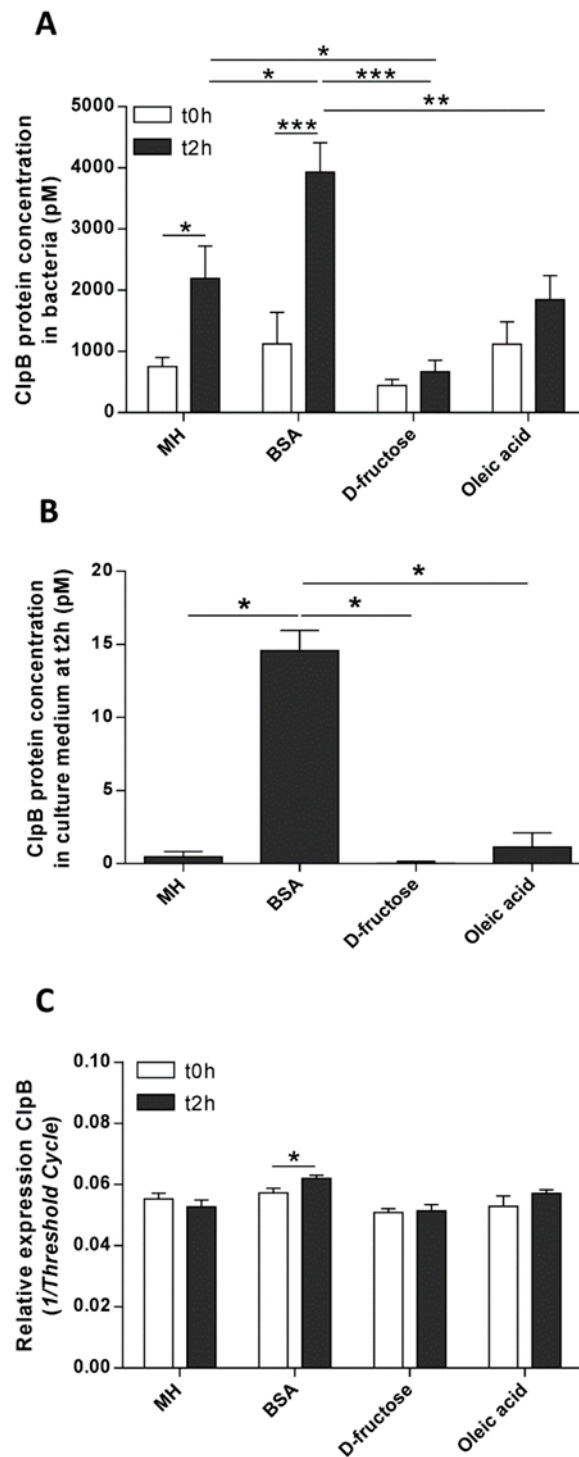 A
*
* ***
**
5000
t0h
t2h
***
4000
3000
*
2000
1000
0
ClpB protein concentration
in bacteria (pM)
MH
BSA
D-fructose
Oleic acid
B
20
*
* *
15
10
5
0
ClpB protein concentration
in culture medium at t2h (pM)
MH
BSA
D-fructose
Oleic acid
C
0.10
t0h
t2h
0.08
*
0.06
0.04
0.02
0.00
Relative expression ClpB
(1/Threshold Cycle)
MH
BSA
D-fructose
Oleic acid